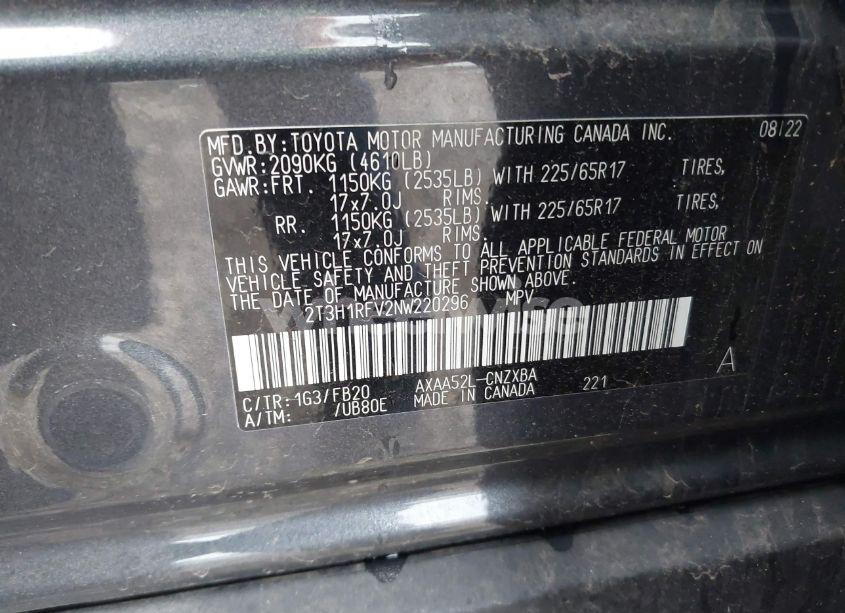 MFD.BY:TOYOTA MOTOR MANUFACTURING CANADA INC. 08/22
GVWR:2090KG (4610LB)
GAWR:FRT. 1150KG (2535LB) WITH 225/65R17 TIRES,
17x7.0J RIMS.
RR. 1150KG (2535LB) WITH 225/65R17 TIRES,
17x7.0J RIMS.
THIS VEHICLE CONFORMS TO ALL APPLICABLE FEDERAL MOTOR
VEHICLE SAFETY AND THEFT PREVENTION STANDARDS IN EFFECT ON
THE DATE OF MANUFACTURE SHOWN ABOVE.
2T3H1RFV2NW220296 MPV
A
C/TR:1G3/FB20 AXAA52L-CNZXBA 221
A/TM: /UB80E MADE IN CANADA